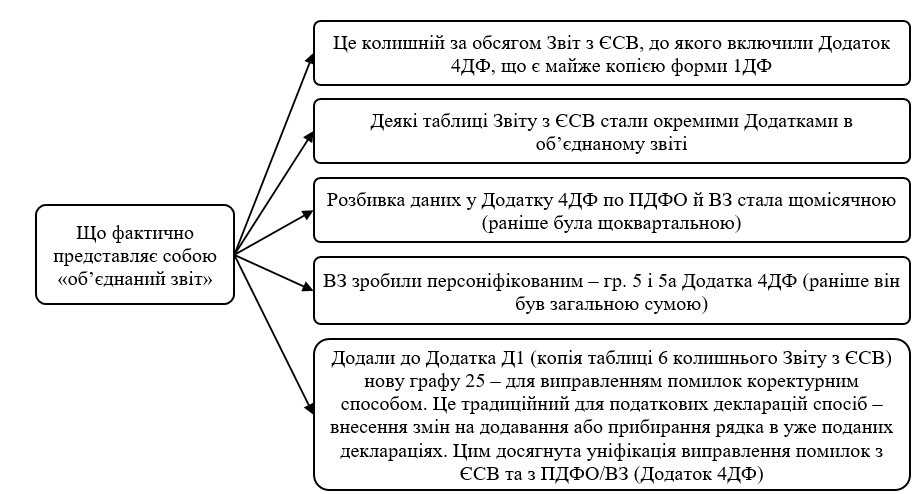 Що фактично
представляє собою
«об’єднаний звіт»
Це колишній за обсягом Звіт з ЄСВ, до якого включили Додаток
4ДФ, що є майже копією форми 1ДФ
Деякі таблиці Звіту з ЄСВ стали окремими Додатками в
об’єднаному звіті
Розбивка даних у Додатку 4ДФ по ПДФО й ВЗ стала щомісячною
(раніше була щоквартальною)
ВЗ зробили персоніфікованим – гр. 5 і 5а Додатка 4ДФ (раніше він
був загальною сумою)
Додали до Додатка Д1 (копія таблиці 6 колишнього Звіту з ЄСВ)
нову графу 25 – для виправленням помилок коректурним
способом. Це традиційний для податкових декларацій спосіб –
внесення змін на додавання або прибирання рядка в уже поданих
деклараціях. Цим досягнута уніфікація виправлення помилок з
ЄСВ та з ПДФО/ВЗ (Додаток 4ДФ)